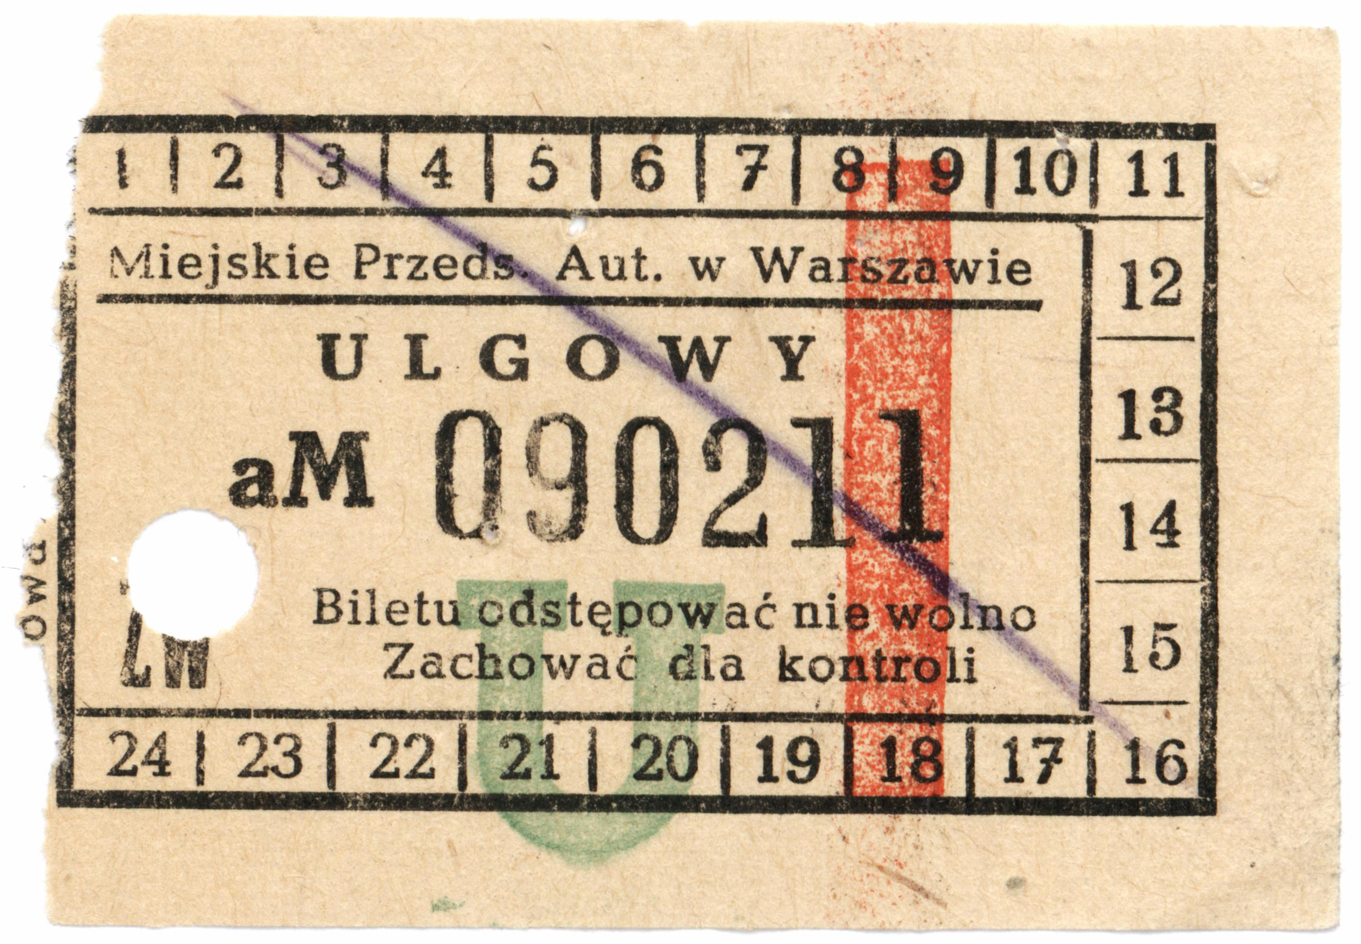 1 2 3 4 5 6 7 8 9 10 11
Miejskie Przeds. Aut. w Warszawie
12
ULGOWY
13
aM 090211
14
Biletu odstępować nie wolno
Zachować dla kontroli
15
U
24 23 22 21 20 19 18 17 16